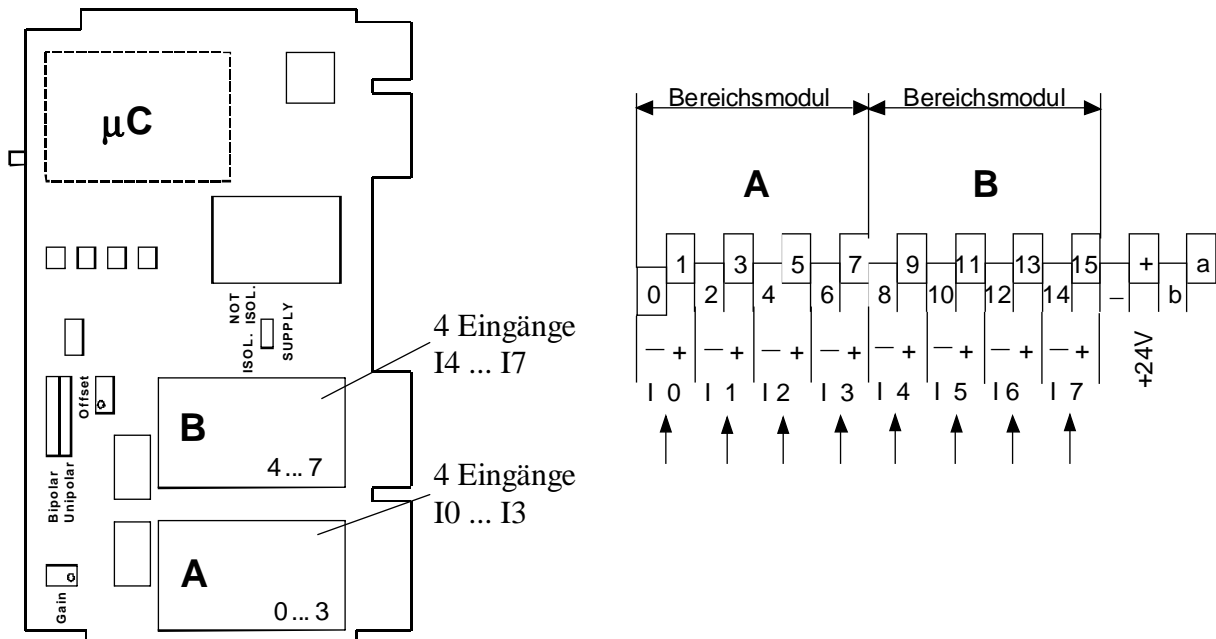 μC
NOT
ISOL. ISOL.
SUPPLY
4 Eingänge
I4 ... I7
Offset
B
4 ... 7
Bipolar
Unipolar
4 Eingänge
I0 ... I3
A
0 ... 3
Gain
Bereichsmodul Bereichsmodul
A B
1 3 5 7 9 11 13 15 + a
0 2 4 6 8 10 12 14 – b
– + – + – + – + – + – + – + – +
+24V
I 0 I 1 I 2 I 3 I 4 I 5 I 6 I 7